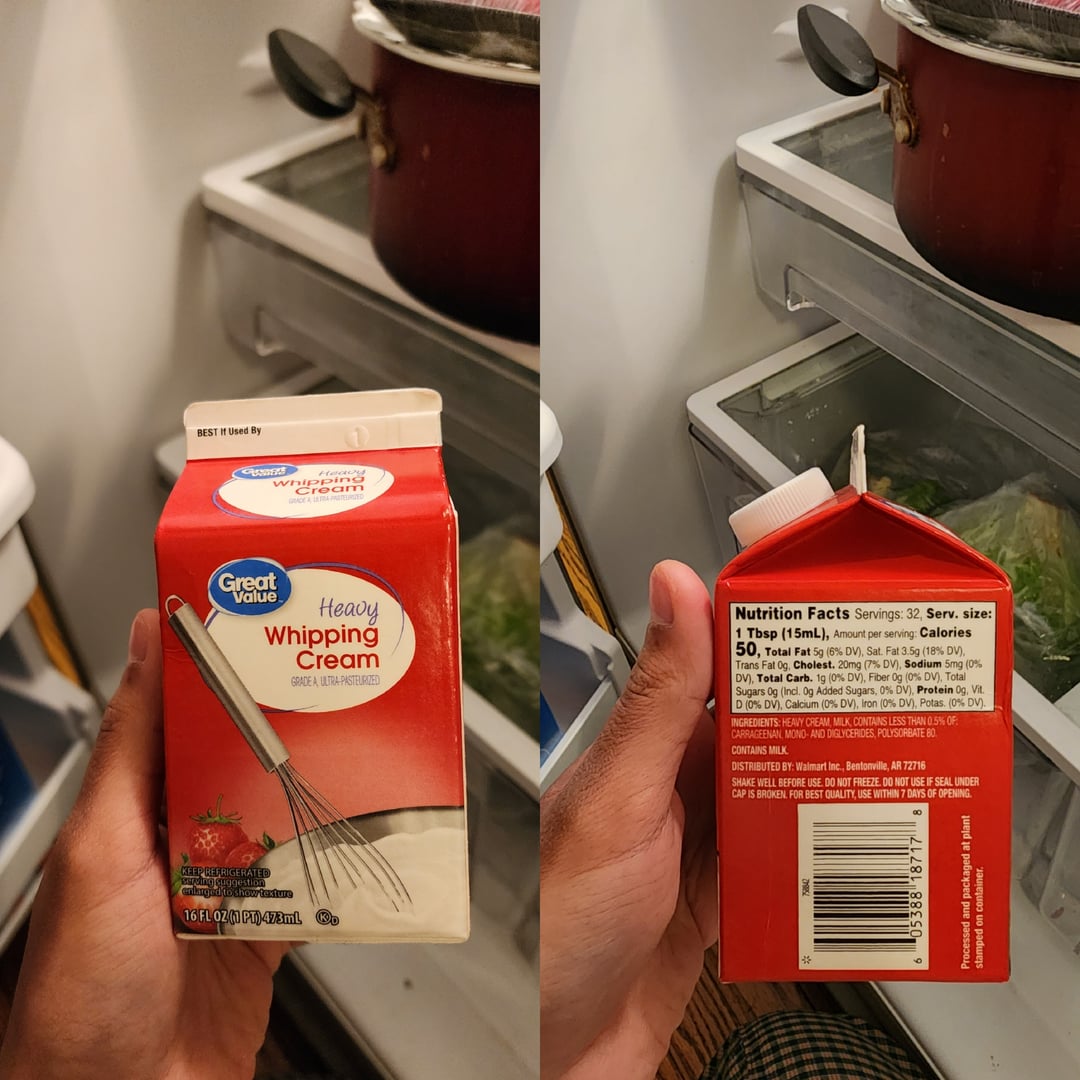 BEST If Used By
Great
Value
Heavy
Whipping
Cream
GRADE A, ULTRA-PASTEURIZED
Great
Value
Heavy
Whipping
Cream
GRADE A, ULTRA-PASTEURIZED
KEEP REFRIGERATED
serving suggestion
enlarged to show texture
16 FL OZ (1 PT) 473mL K D
Nutrition Facts Servings: 32, Serv. size:
1 Tbsp (15mL), Amount per serving: Calories
50, Total Fat 5g (6% DV), Sat. Fat 3.5g (18% DV),
Trans Fat 0g, Cholest. 20mg (7% DV), Sodium 5mg (0%
DV), Total Carb. 1g (0% DV), Fiber 0g (0% DV), Total
Sugars 0g (Incl. 0g Added Sugars, 0% DV), Protein 0g, Vit.
D (0% DV), Calcium (0% DV), Iron (0% DV), Potas. (0% DV).
INGREDIENTS: HEAVY CREAM, MILK, CONTAINS LESS THAN 0.5% OF:
CARRAGEENAN, MONO- AND DIGLYCERIDES, POLYSORBATE 80.
CONTAINS MILK.
DISTRIBUTED BY: Walmart Inc., Bentonville, AR 72716
SHAKE WELL BEFORE USE. DO NOT FREEZE. DO NOT USE IF SEAL UNDER
CAP IS BROKEN. FOR BEST QUALITY, USE WITHIN 7 DAYS OF OPENING.
6 05388 18717 8
Processed and packaged at plant
stamped on container.